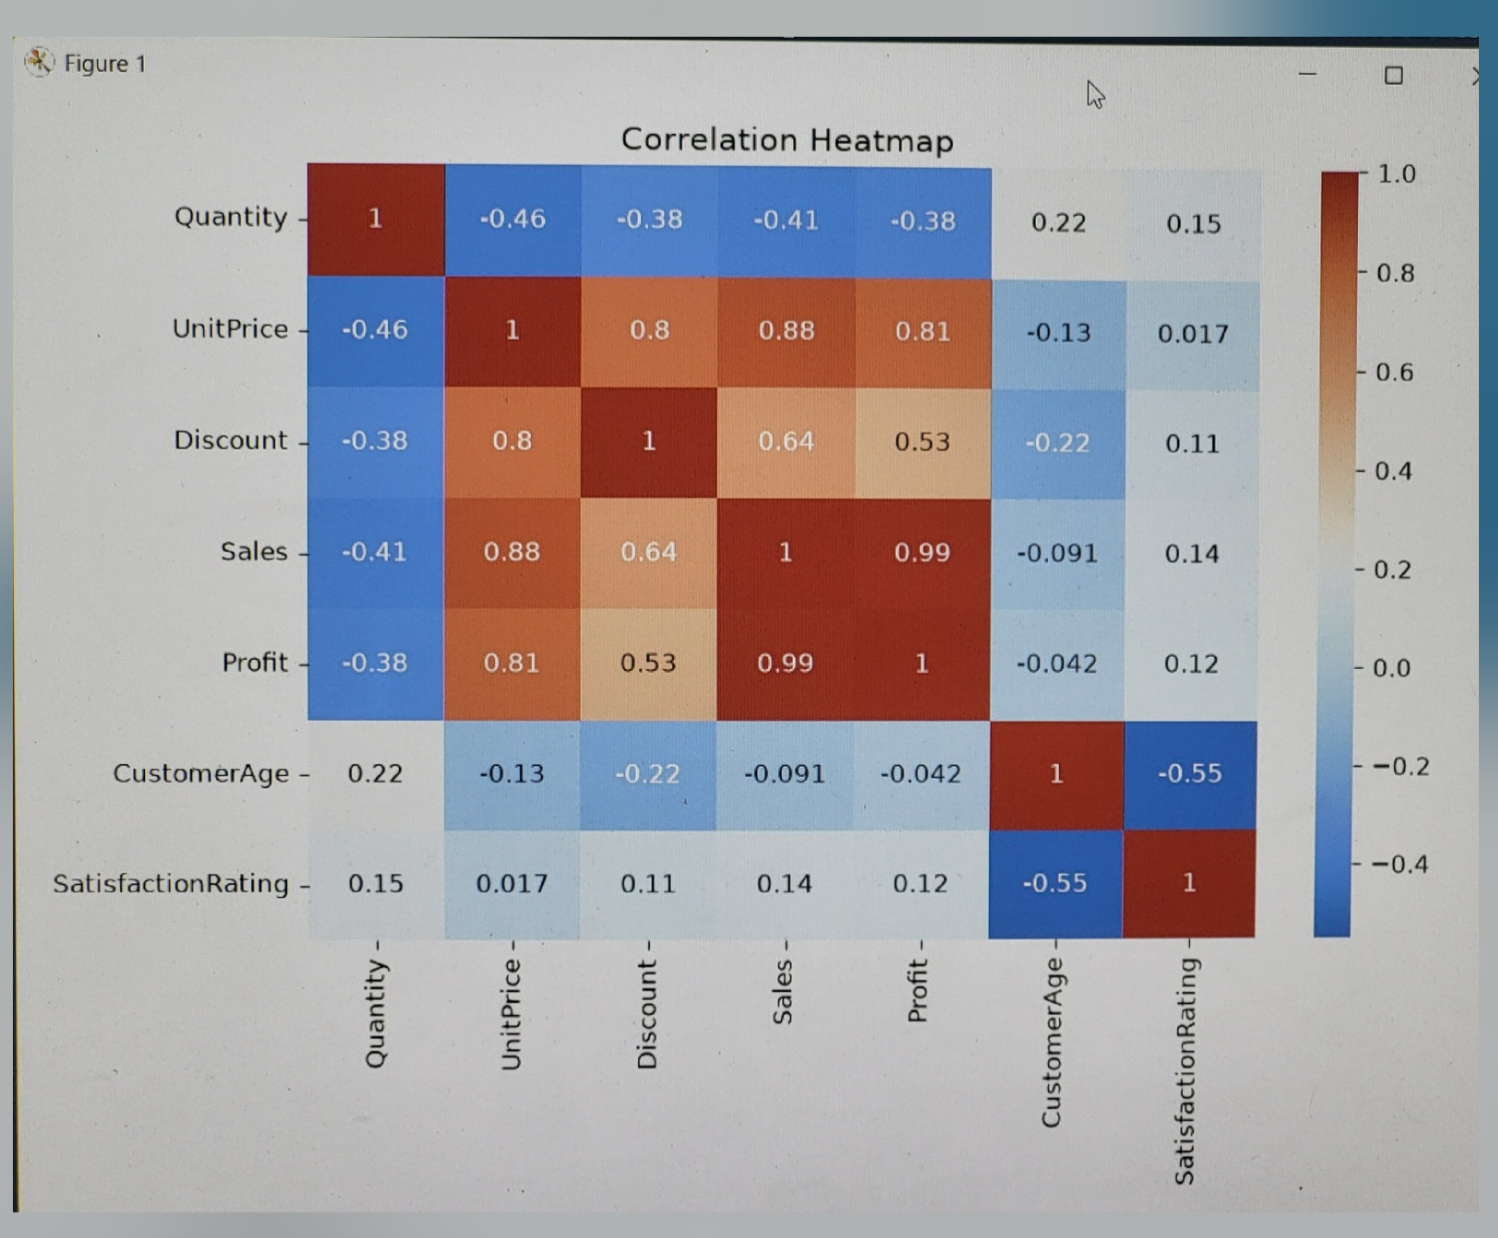 Figure 1
Correlation Heatmap
Quantity 1 -0.46 -0.38 -0.41 -0.38 0.22 0.15
UnitPrice -0.46 1 0.8 0.88 0.81 -0.13 0.017
Discount -0.38 0.8 1 0.64 0.53 -0.22 0.11
Sales -0.41 0.88 0.64 1 0.99 -0.091 0.14
Profit -0.38 0.81 0.53 0.99 1 -0.042 0.12
CustomerAge 0.22 -0.13 -0.22 -0.091 -0.042 1 -0.55
SatisfactionRating 0.15 0.017 0.11 0.14 0.12 -0.55 1
Quantity UnitPrice Discount Sales Profit CustomerAge SatisfactionRating
1.0
0.8
0.6
0.4
0.2
0.0
−0.2
−0.4